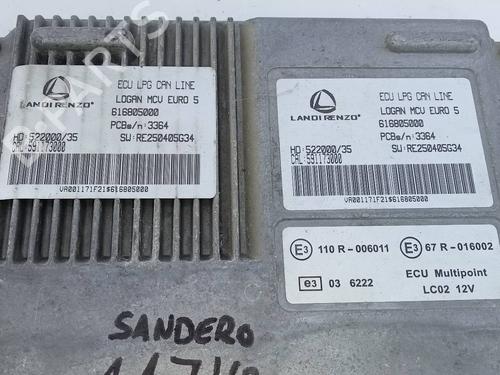 LANDI RENZO®
ECU LPG CAN LINE
LOGAN MCV EURO 5
616805000
PCBs/n:3364
HD:522000/35
SW:RE250405G34
CAL:591173000
VA001171F21$616805000
LANDI RENZO®
ECU LPG CAN LINE
LOGAN MCV EURO 5
616805000
PCBs/n:3364
HD:522000/35
SW:RE250405G34
CAL:591173000
VA001171F21$616805000
E3 110 R-006011
E3 67 R-016002
e3 03 6222
ECU Multipoint
LC02 12V
SANDERO